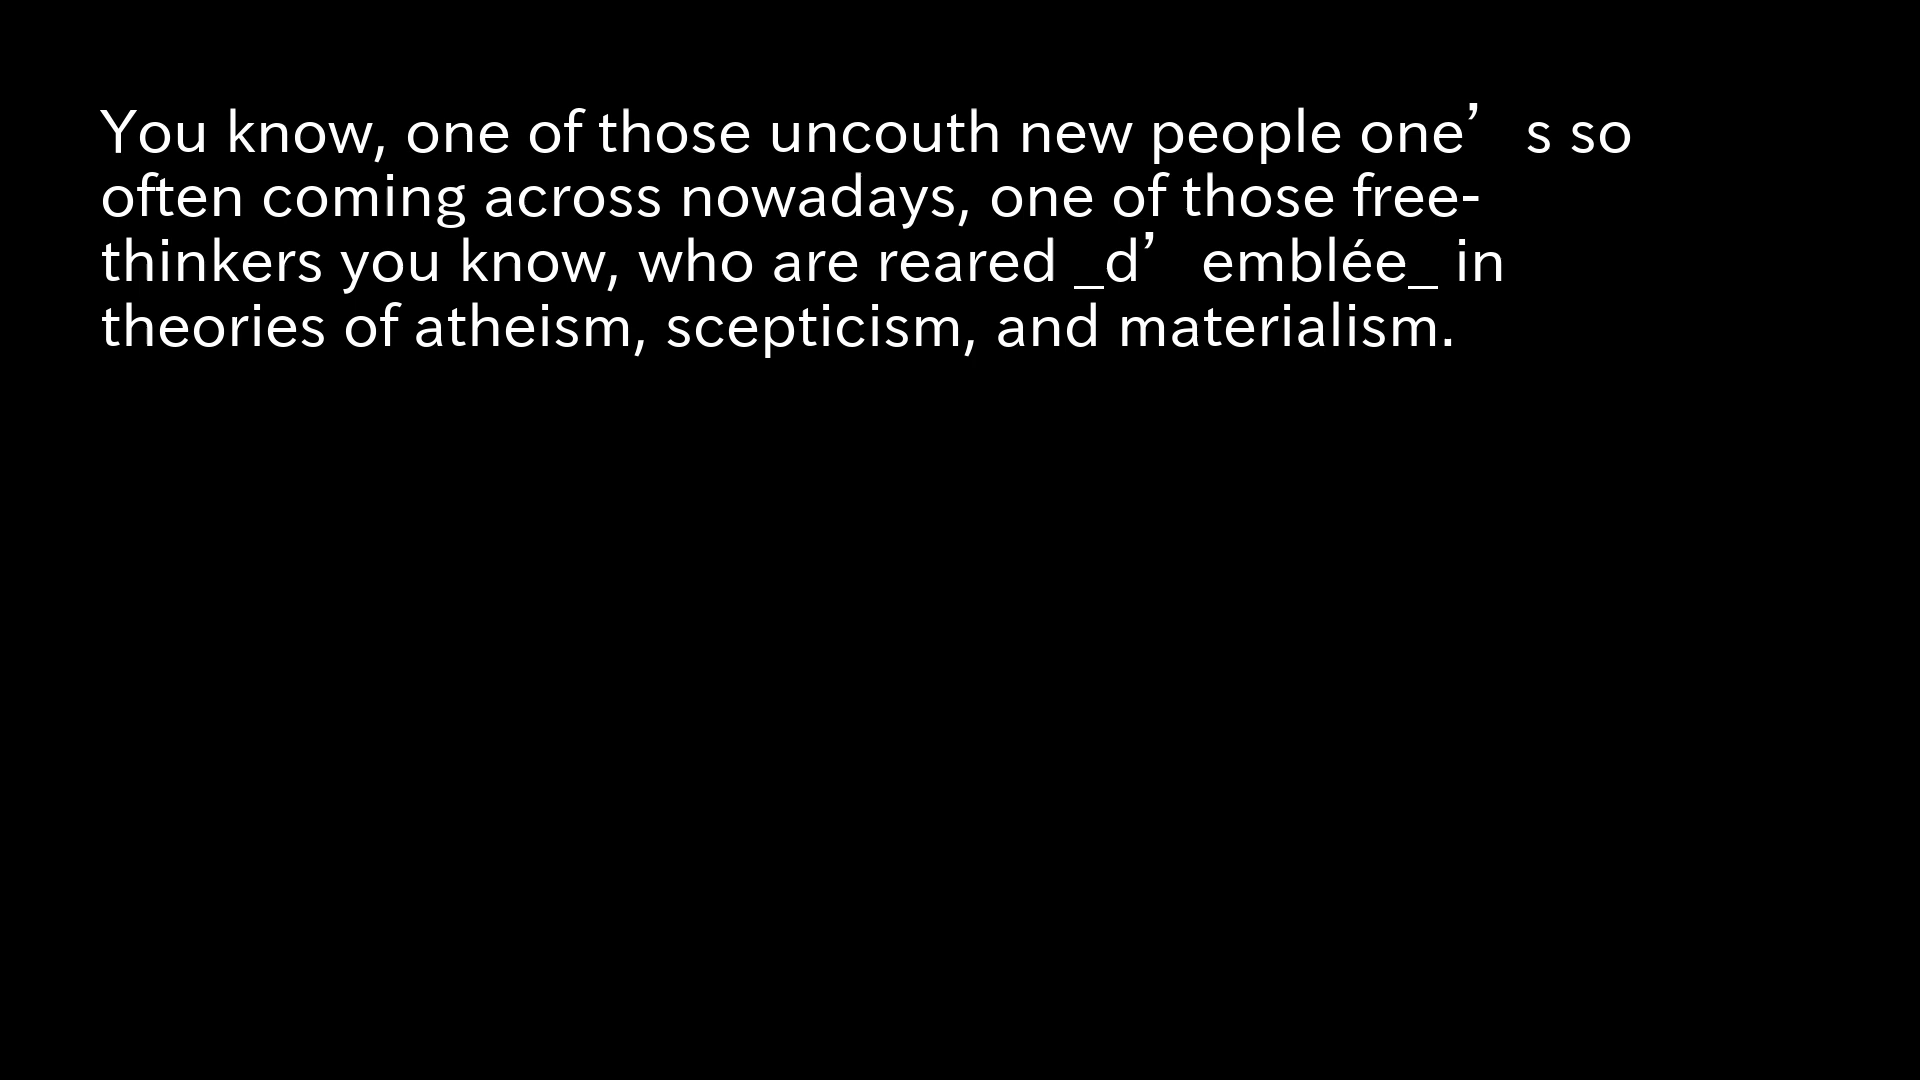 You know, one of those uncouth new people one’s so
often coming across nowadays, one of those free-
thinkers you know, who are reared _d’emblée_ in
theories of atheism, scepticism, and materialism.